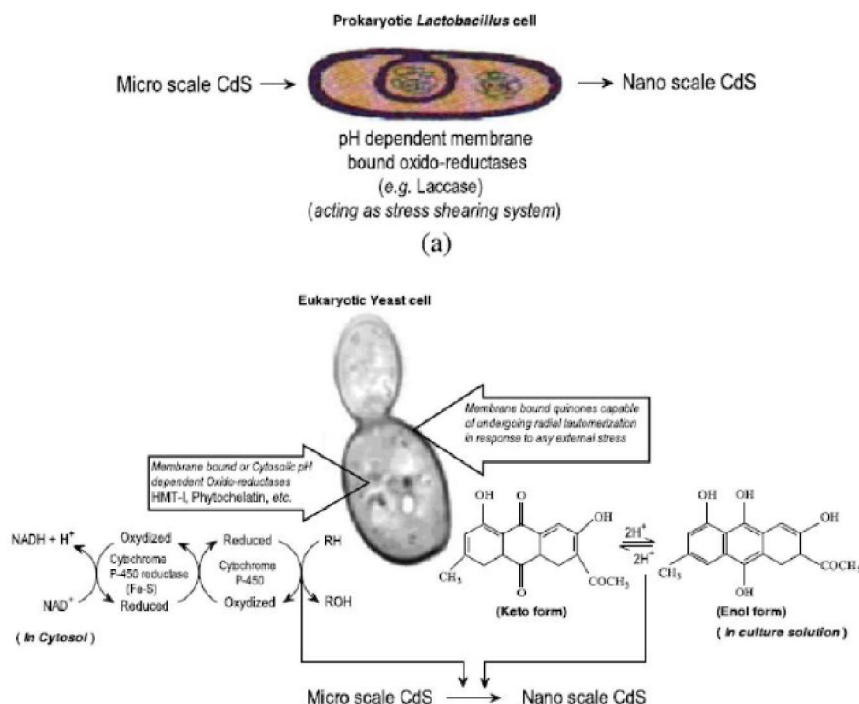 Prokaryotic Lactobacillus cell
Micro scale CdS
Nano scale CdS
pH dependent membrane
bound oxido-reductases
(e.g. Laccase)
(acting as stress shearing system)
(a)
Eukaryotic Yeast cell
Membrane bound quinones capable
of undergoing radial tautomerization
in response to any external stress
Membrane bound or Cytosolic pH
dependent Oxido-reductases
HMT-I, Phytochelatin, etc.
NADH + H+
Oxydized
Reduced
RH
Cytochrome
P-450 reductase
(Fe-S)
Cytochrome
P-450
NAD+
Reduced
Oxydized
ROH
( In Cytosol )
OH
O
OH
CH3
COCH3
O
(Keto form)
2H+
2H+
OH
OH
OH
CH3
COCH3
OH
(Enol form)
( In culture solution )
Micro scale CdS
Nano scale CdS